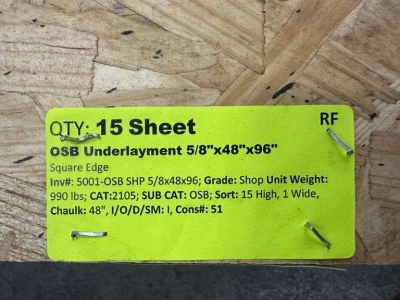 QTY: 15 Sheet RF
OSB Underlayment 5/8"x48"x96"
Square Edge
Inv#: 5001-OSB SHP 5/8x48x96; Grade: Shop Unit Weight:
990 lbs; CAT:2105; SUB CAT: OSB; Sort: 15 High, 1 Wide,
Chaulk: 48", I/O/D/SM: I, Cons#: 51